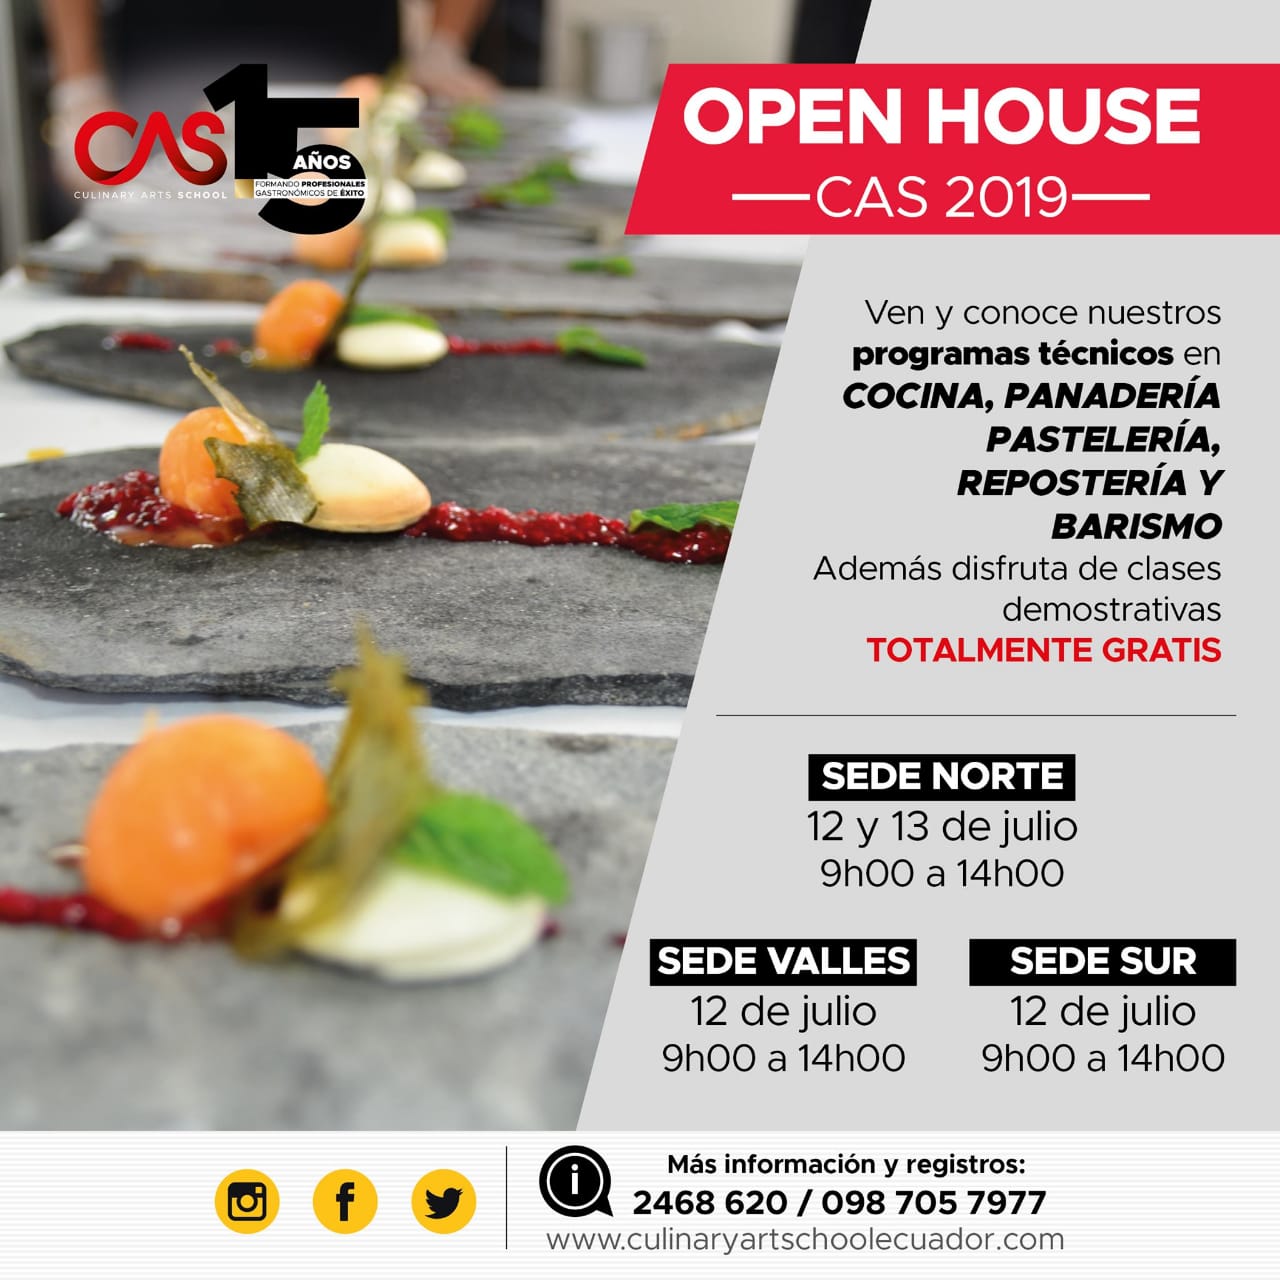 CAS
CULINARY ARTS SCHOOL
15
AÑOS
FORMANDO PROFESIONALES
GASTRONÓMICOS DE ÉXITO
OPEN HOUSE
CAS 2019
Ven y conoce nuestros
programas técnicos en
COCINA, PANADERÍA
PASTELERÍA,
REPOSTERÍA Y
BARISMO
Además disfruta de clases
demostrativas
TOTALMENTE GRATIS
SEDE NORTE
12 y 13 de julio
9h00 a 14h00
SEDE VALLES
12 de julio
9h00 a 14h00
SEDE SUR
12 de julio
9h00 a 14h00
Más información y registros:
2468 620 / 098 705 7977
www.culinaryartschoolecuador.com